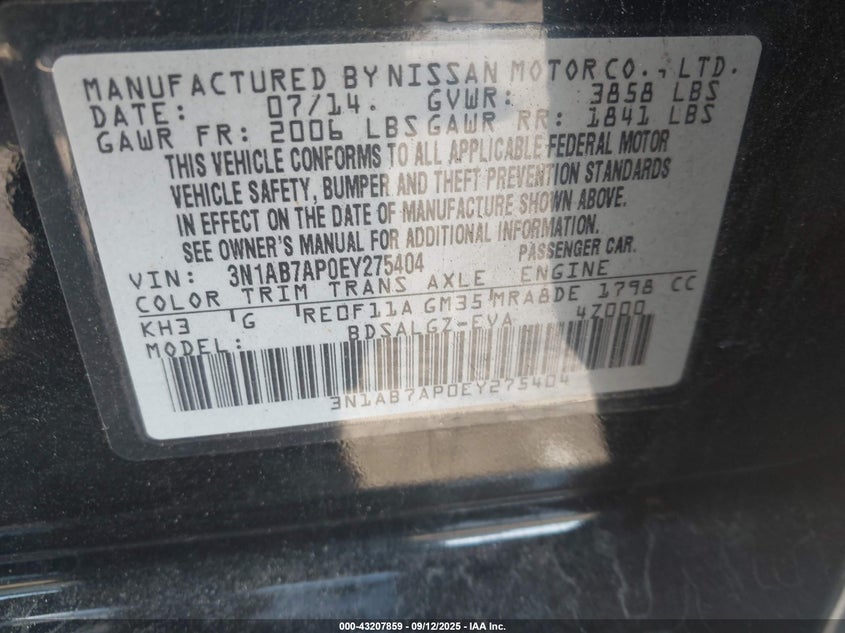 MANUFACTURED BY NISSAN MOTOR CO., LTD.
DATE: 07/14. GVWR: 3858 LBS
GAWR FR: 2006 LBS GAWR RR: 1841 LBS
THIS VEHICLE CONFORMS TO ALL APPLICABLE FEDERAL MOTOR
VEHICLE SAFETY, BUMPER AND THEFT PREVENTION STANDARDS
IN EFFECT ON THE DATE OF MANUFACTURE SHOWN ABOVE.
SEE OWNER'S MANUAL FOR ADDITIONAL INFORMATION.
VIN: 3N1AB7AP0EY275404 PASSENGER CAR.
COLOR TRIM TRANS AXLE ENGINE
KH3 G RE0F11A GM35 MRA8DE 1798 CC
MODEL: BDSALGZ-EVA 4Z000
3N1AB7AP0EY275404
000-43207859 - 09/12/2025 - IAA Inc.